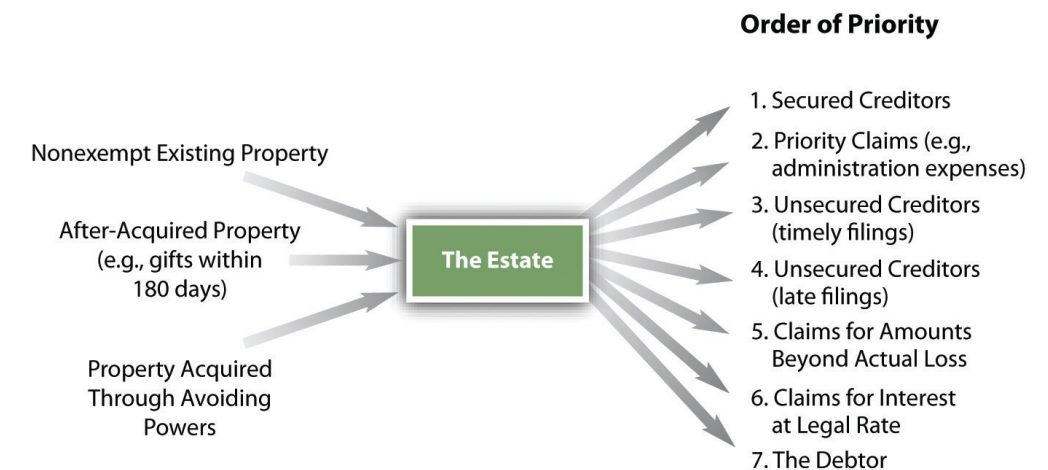 Order of Priority
Nonexempt Existing Property
After-Acquired Property
(e.g., gifts within
180 days)
Property Acquired
Through Avoiding
Powers
The Estate
1. Secured Creditors
2. Priority Claims (e.g.,
administration expenses)
3. Unsecured Creditors
(timely filings)
4. Unsecured Creditors
(late filings)
5. Claims for Amounts
Beyond Actual Loss
6. Claims for Interest
at Legal Rate
7. The Debtor